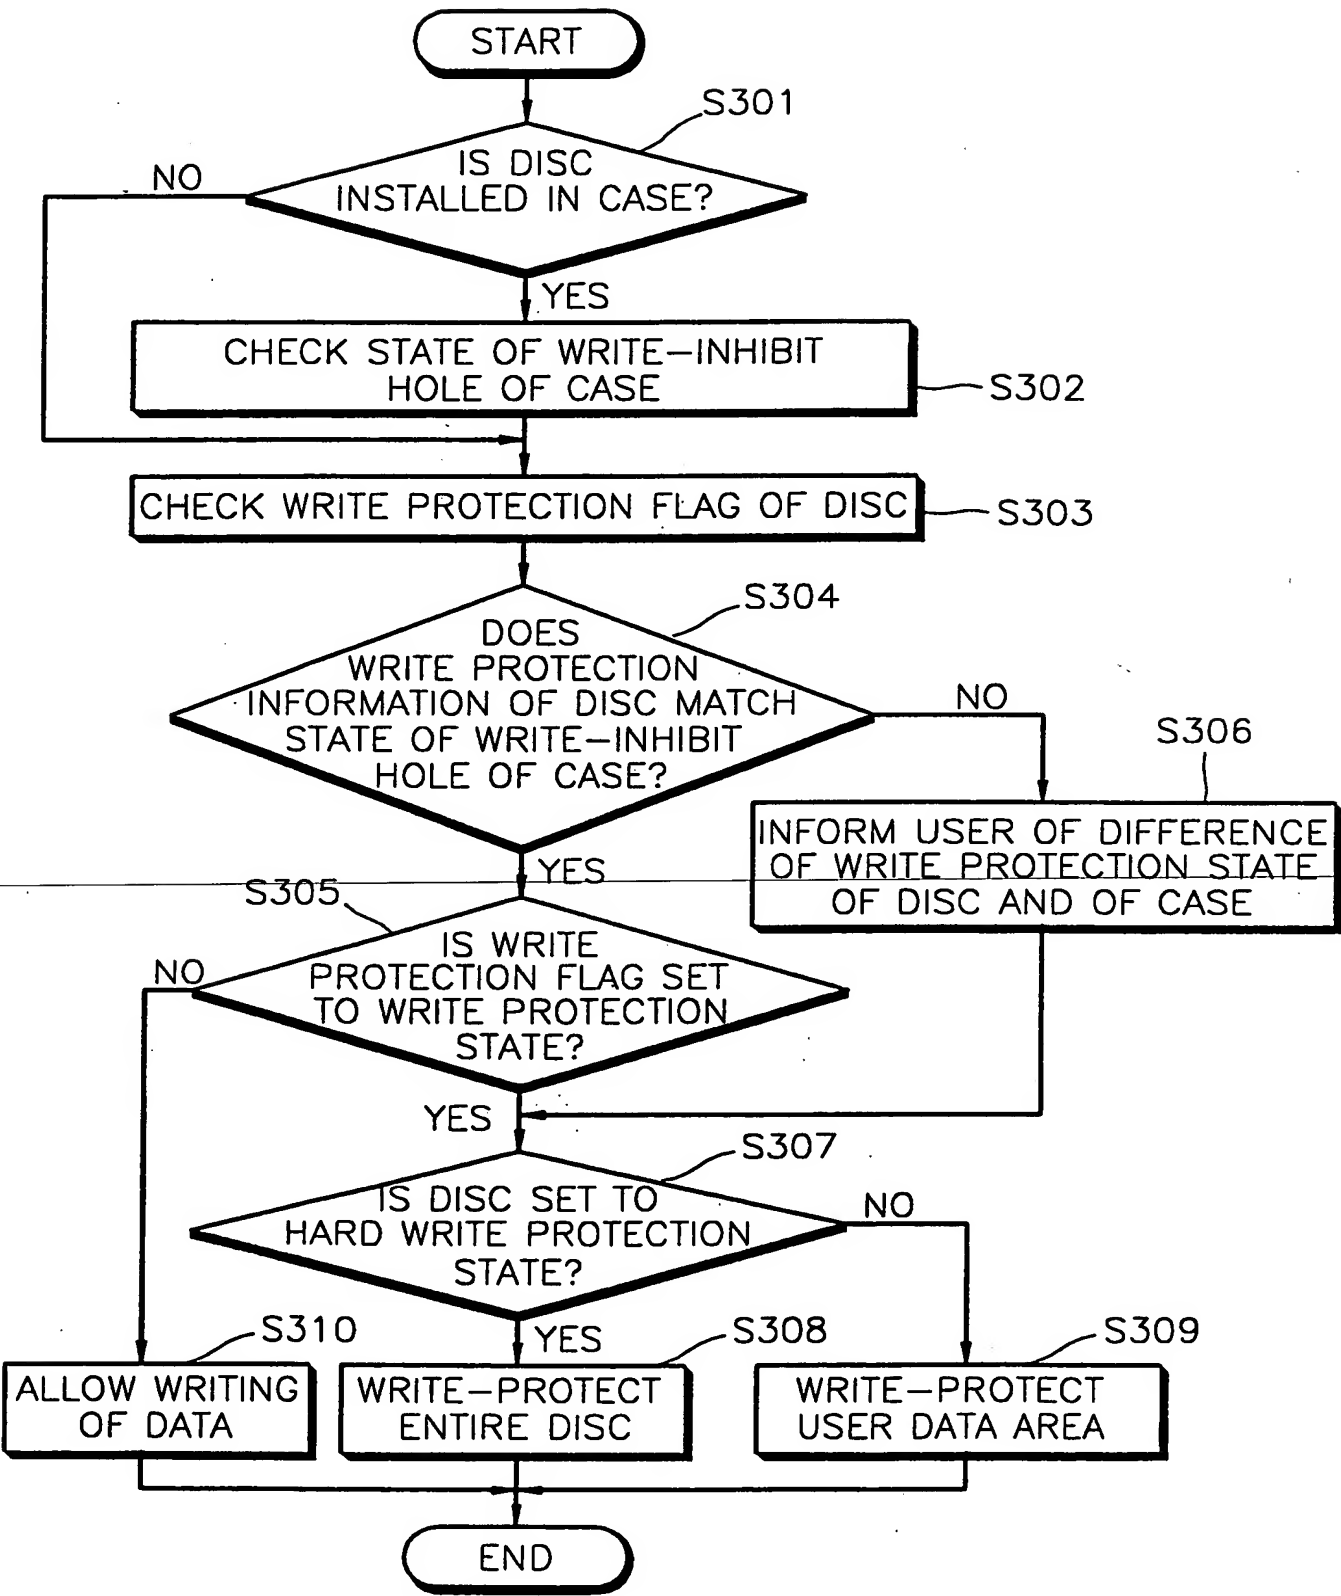 START
S301
IS DISC
INSTALLED IN CASE?
NO
YES
CHECK STATE OF WRITE-INHIBIT
HOLE OF CASE
S302
CHECK WRITE PROTECTION FLAG OF DISC
S303
S304
DOES
WRITE PROTECTION
INFORMATION OF DISC MATCH
STATE OF WRITE-INHIBIT
HOLE OF CASE?
NO
S306
INFORM USER OF DIFFERENCE
OF WRITE PROTECTION STATE
OF DISC AND OF CASE
YES
S305
IS WRITE
PROTECTION FLAG SET
TO WRITE PROTECTION
STATE?
NO
YES
S307
IS DISC SET TO
HARD WRITE PROTECTION
STATE?
NO
YES
S310
ALLOW WRITING
OF DATA
S308
WRITE-PROTECT
ENTIRE DISC
S309
WRITE-PROTECT
USER DATA AREA
END